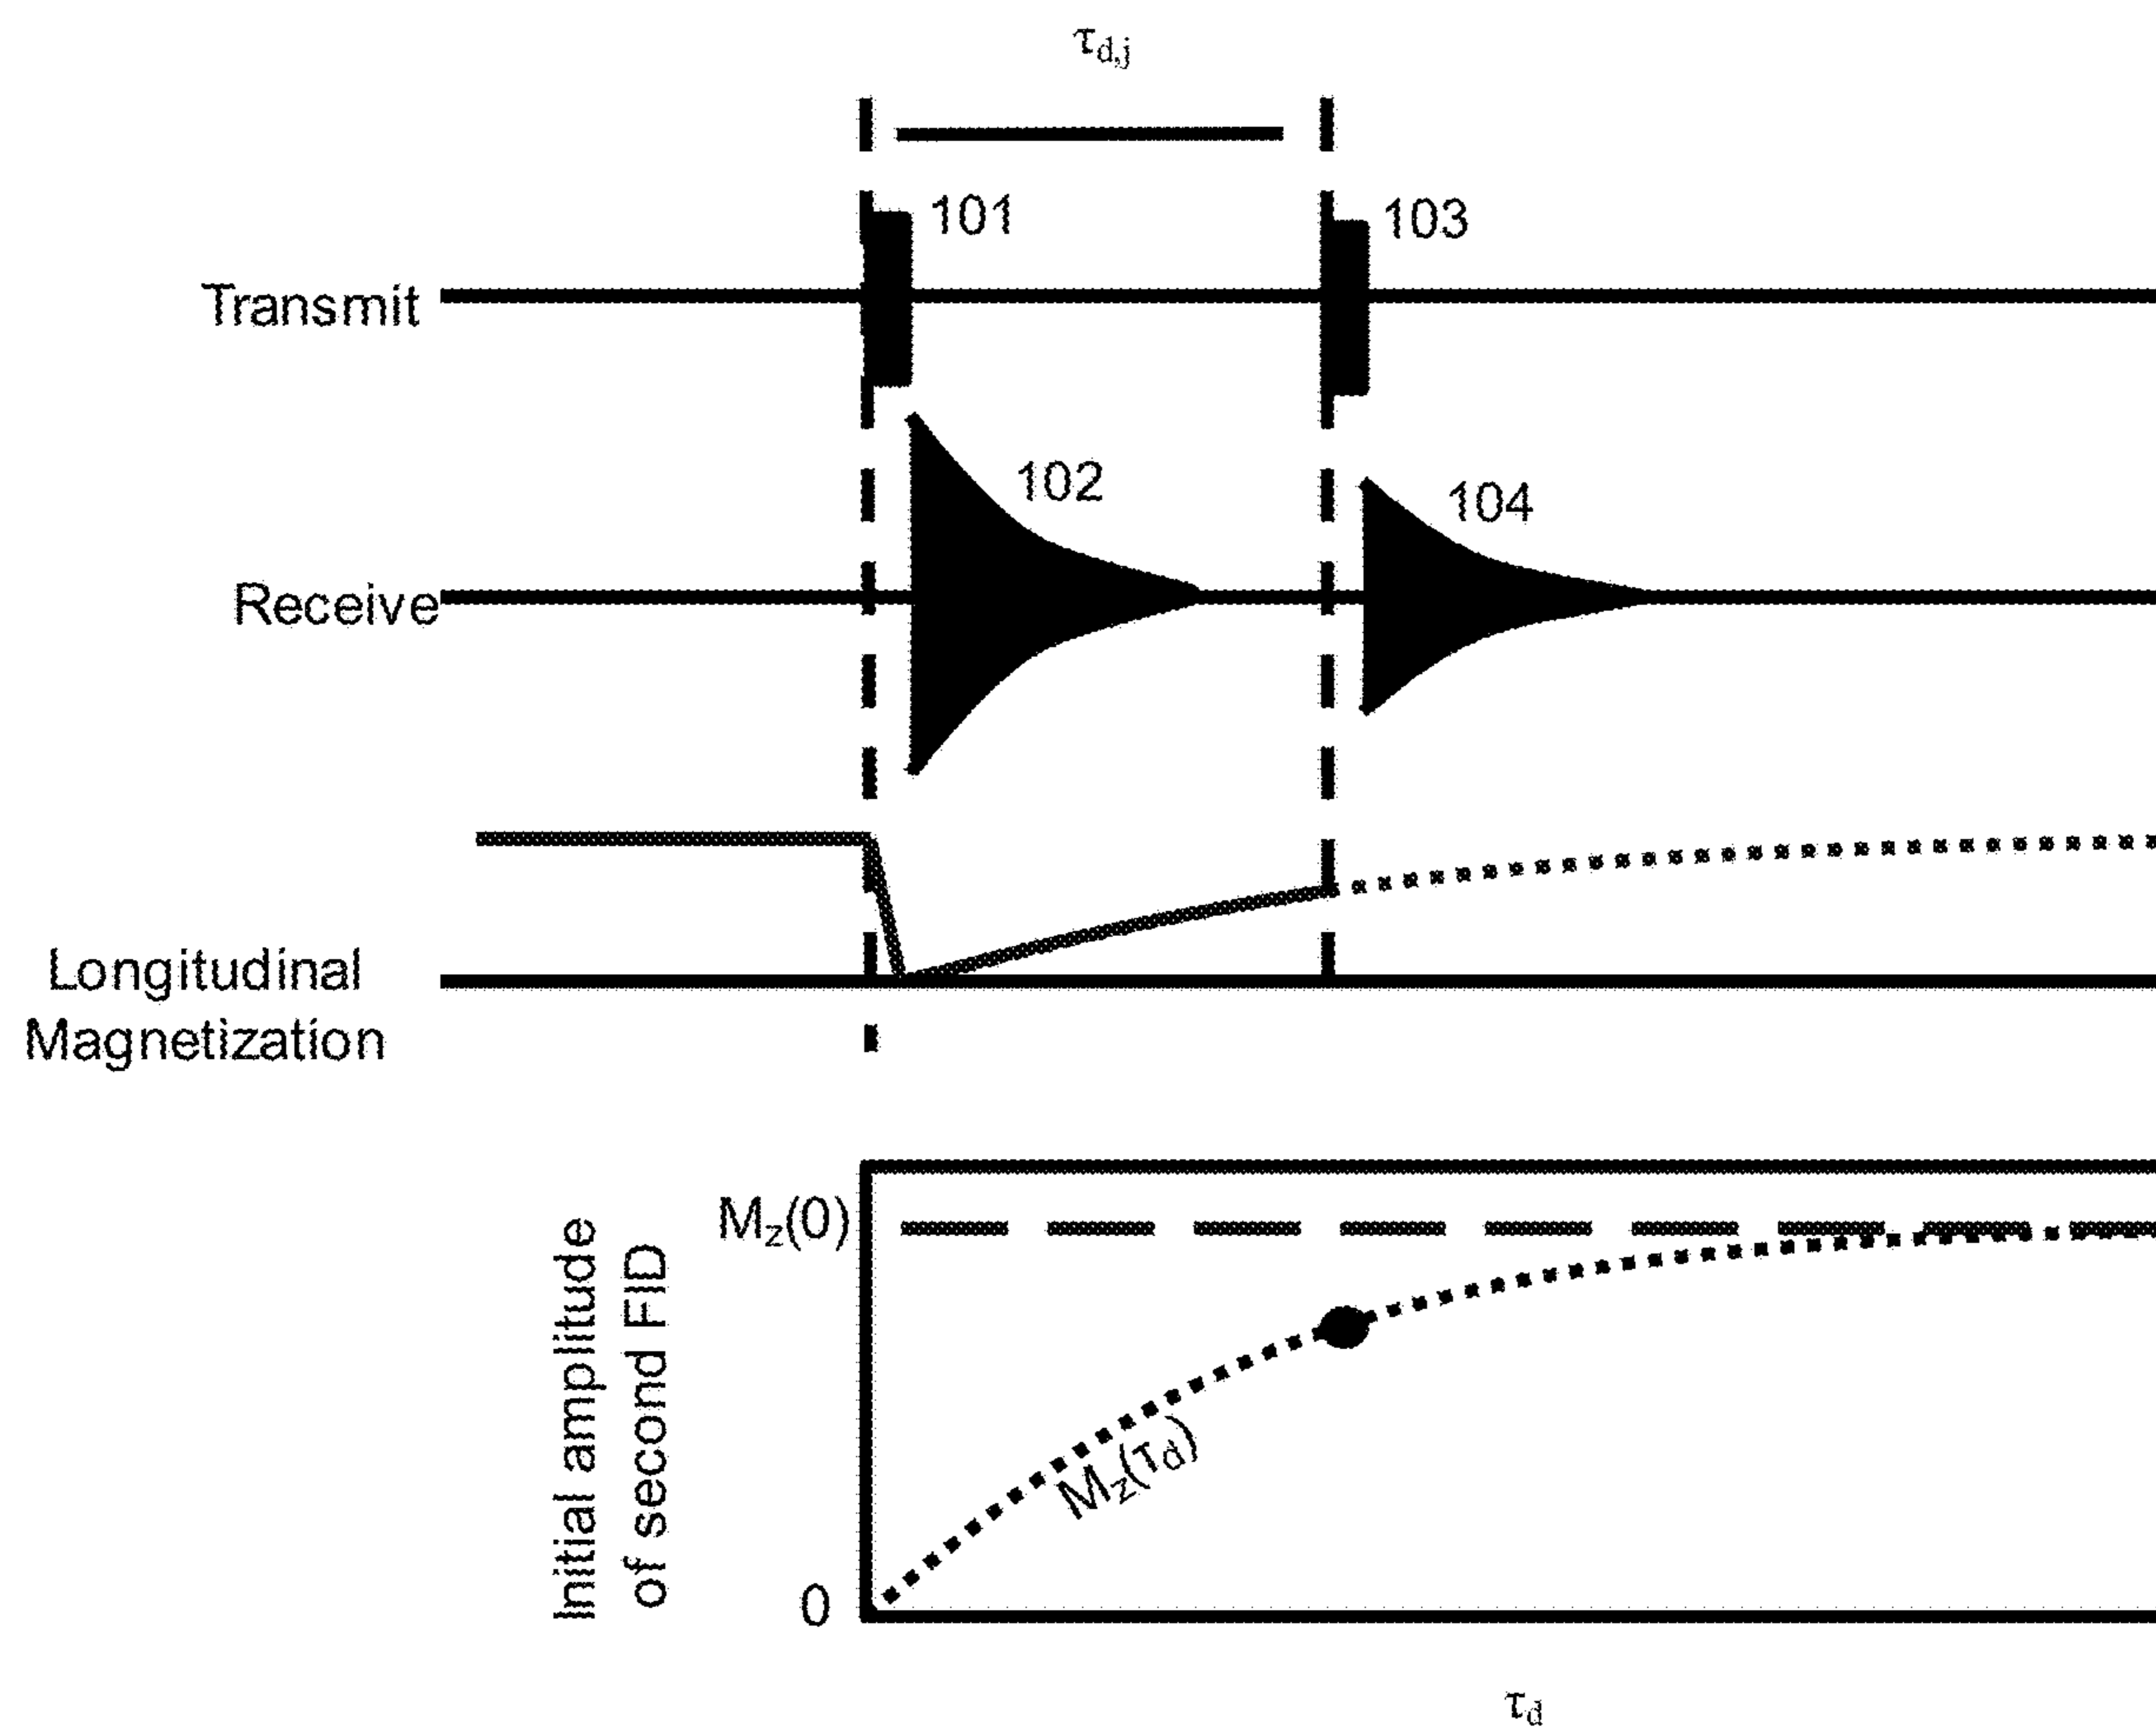 τd,j
101
103
Transmit
102
104
Receive
Longitudinal
Magnetization
Mz(0)
Initial amplitude
of second FID
Mz(τd)
0
τd